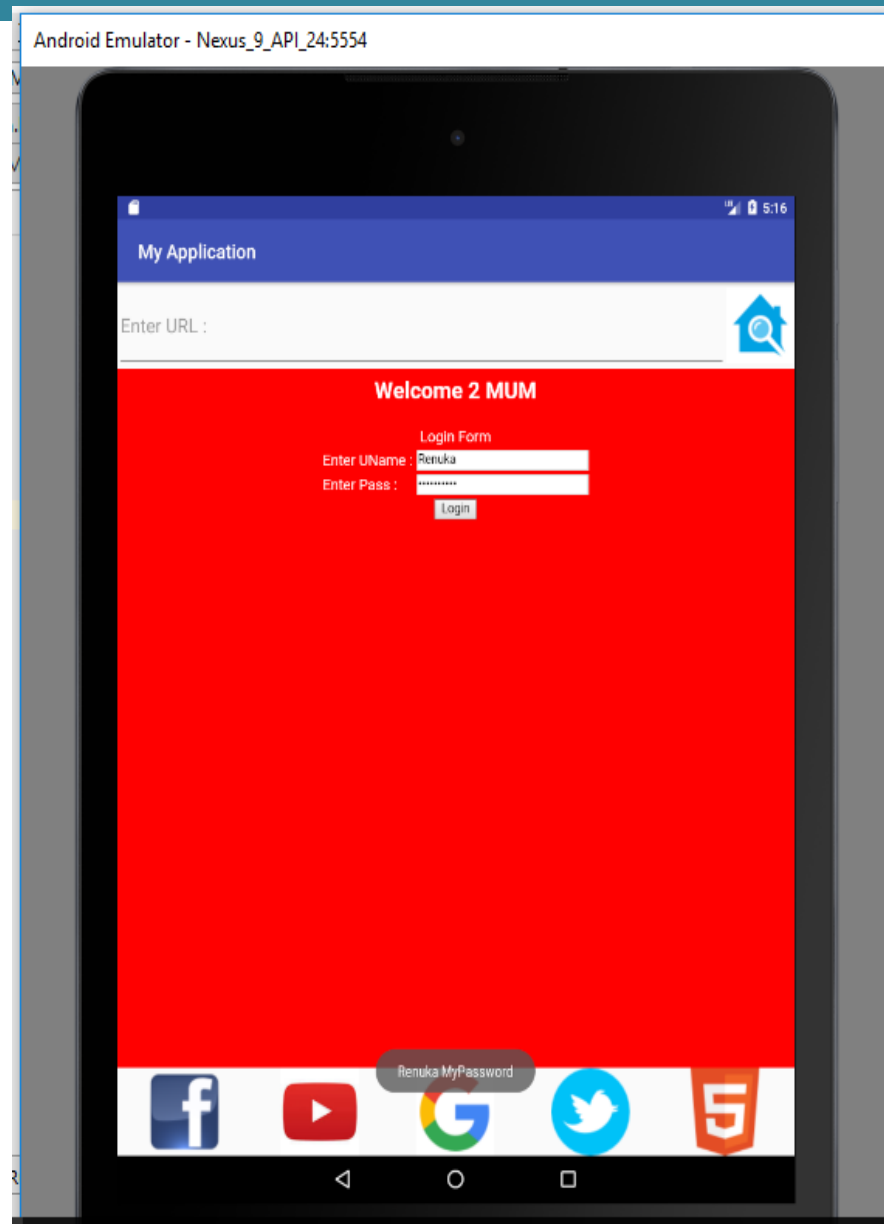 Android Emulator - Nexus_9_API_24:5554
5:16
My Application
Enter URL :
Welcome 2 MUM
Login Form
Enter UName : Renuka
Enter Pass : ••••••••••
Login
Renuka MyPassword